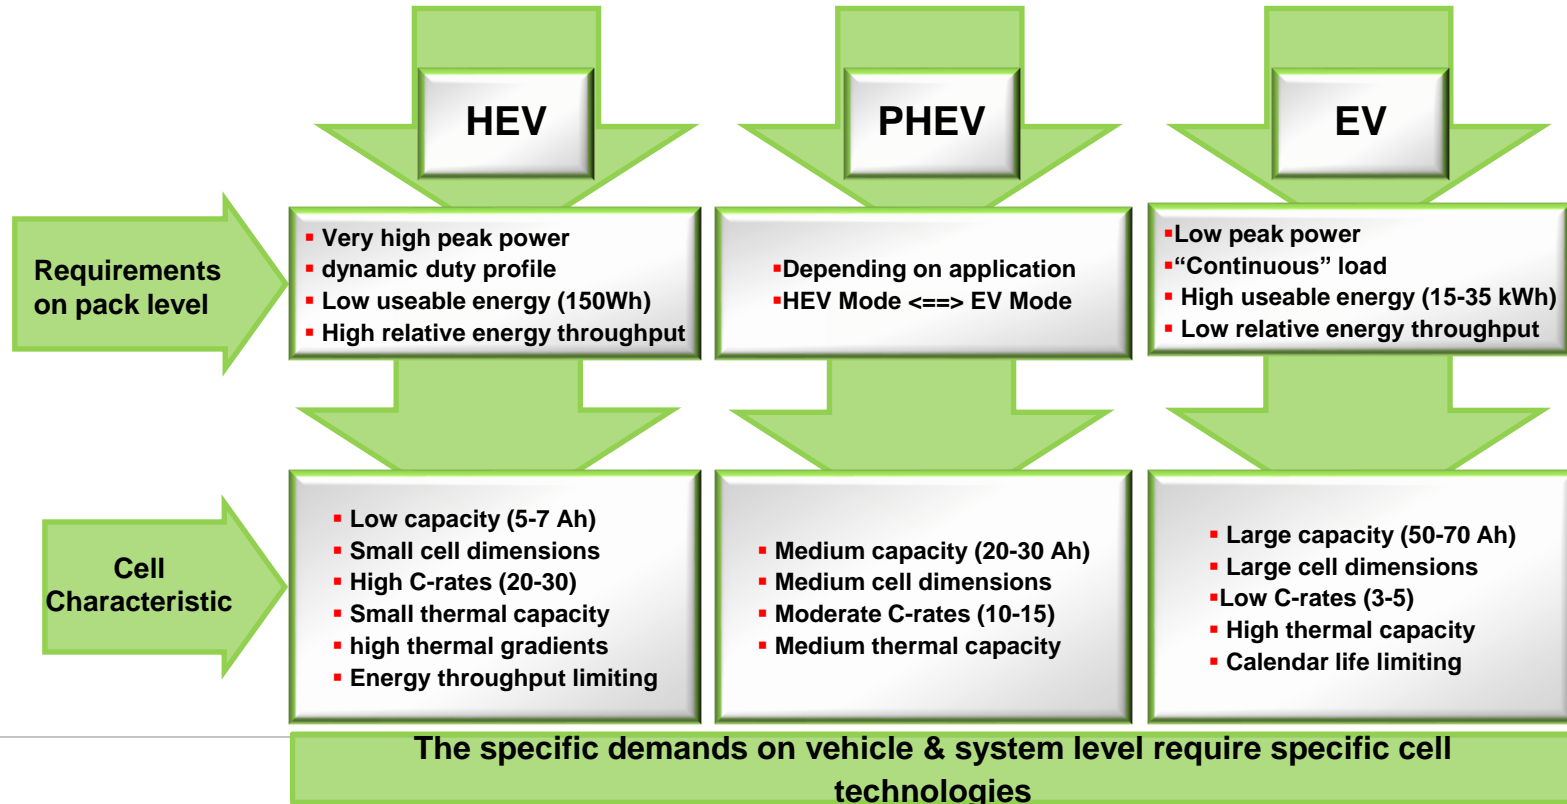 HEV
PHEV
EV
Requirements
on pack level
▪ Very high peak power
▪ dynamic duty profile
▪ Low useable energy (150Wh)
▪ High relative energy throughput
▪Depending on application
▪HEV Mode <==> EV Mode
▪Low peak power
▪“Continuous” load
▪ High useable energy (15-35 kWh)
▪ Low relative energy throughput
Cell
Characteristic
▪ Low capacity (5-7 Ah)
▪ Small cell dimensions
▪ High C-rates (20-30)
▪ Small thermal capacity
▪ high thermal gradients
▪ Energy throughput limiting
▪ Medium capacity (20-30 Ah)
▪ Medium cell dimensions
▪ Moderate C-rates (10-15)
▪ Medium thermal capacity
▪ Large capacity (50-70 Ah)
▪ Large cell dimensions
▪Low C-rates (3-5)
▪ High thermal capacity
▪ Calendar life limiting
The specific demands on vehicle & system level require specific cell
technologies